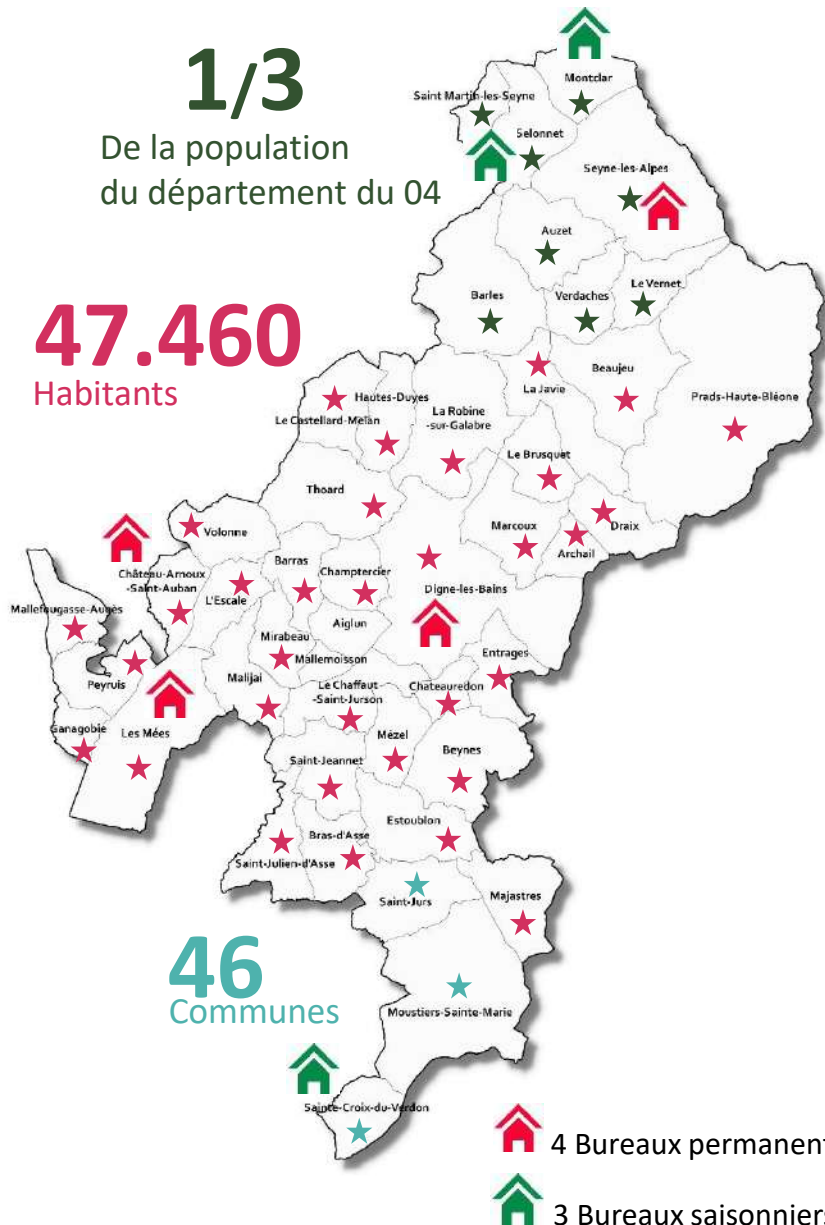 1/3
De la population
du département du 04
47.460
Habitants
46
Communes
Montclar
Saint Martin-les-Seyne
Selonnet
Seyne-les-Alpes
Auzet
Le Vernet
Barles
Verdaches
Beaujeu
La Javie
Prads-Haute-Bléone
Hautes-Duyes
La Robine
-sur-Galabre
Le Castellard-Melan
Le Brusquet
Thoard
Draix
Marcoux
Volonne
Archail
Barras
Champtercier
Château-Arnoux
-Saint-Auban
Digne-les-Bains
L'Escale
Mallefougasse-Augès
Aiglun
Mirabeau
Mallemoisson
Entrages
Malijai
Peyruis
Le Chaffaut
-Saint-Jurson
Chateauredon
Ganagobie
Les Mées
Mézel
Beynes
Saint-Jeannet
Estoublon
Bras-d'Asse
Saint-Julien-d'Asse
Majastres
Saint-Jurs
Moustiers-Sainte-Marie
Sainte-Croix-du-Verdon
4 Bureaux permanent
3 Bureaux saisonniers